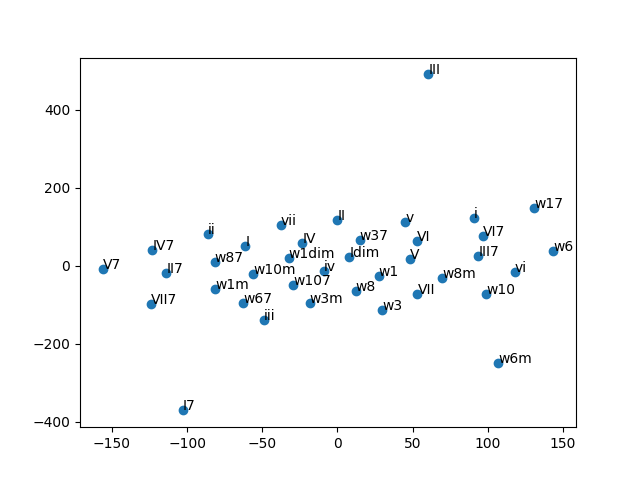 III
400
w17
200
II
v
i
vii
ii
w37
VI7
VI
IV
I
w6
IV7
III7
Idim
w1dim
V
w87
0
V7
iv
vi
II7
w10m
w1
w8m
w107
w1m
w8
VII
w10
w67
w3m
VII7
w3
iii
−200
w6m
I7
−400
−150 −100 −50 0 50 100 150